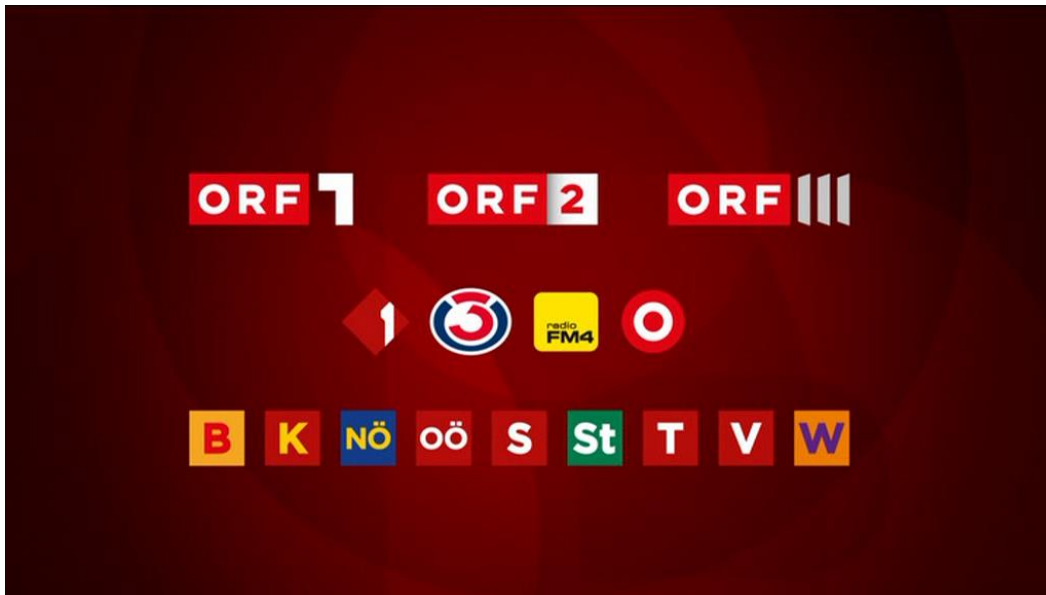 ORF 1 ORF 2 ORF III
1 3 radio FM4 O
B K NÖ OÖ S St T V W